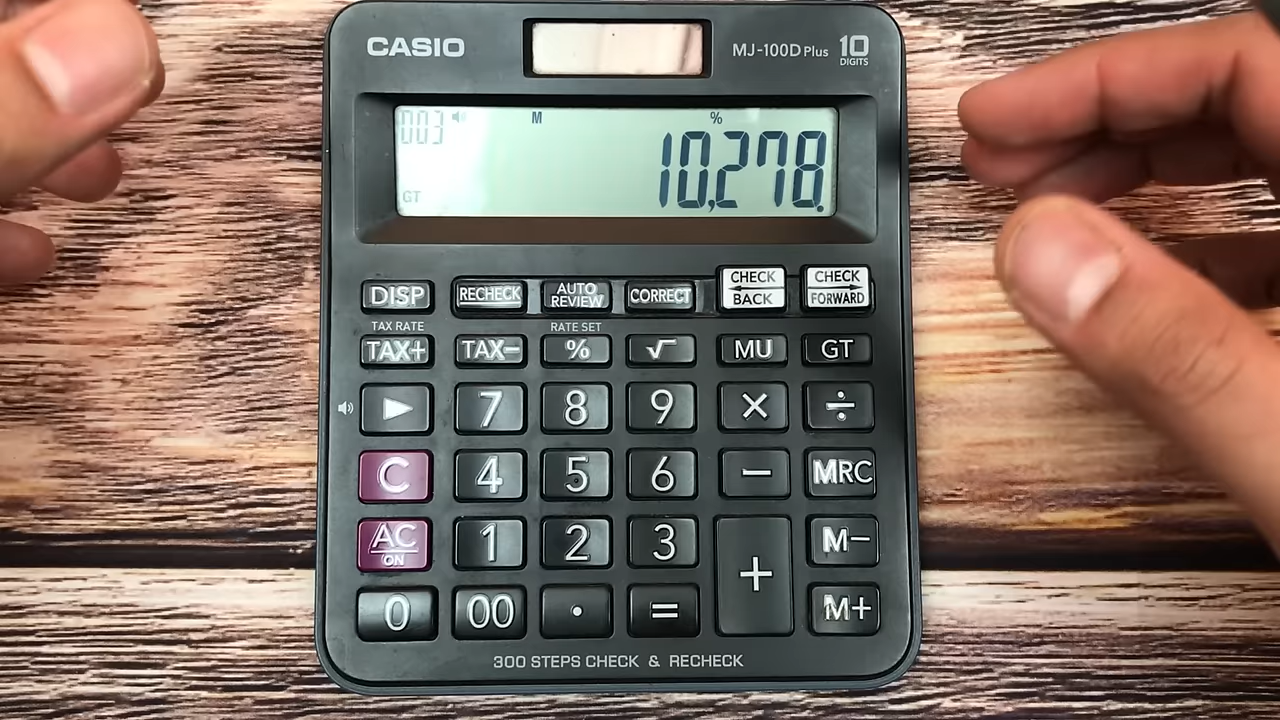 CASIO
MJ-100D Plus 10 DIGITS
003 M %
10,278.
GT
DISP RECHECK AUTO REVIEW CORRECT CHECK BACK CHECK FORWARD
TAX RATE RATE SET
TAX+ TAX− % √ MU GT
▶ 7 8 9 × ÷
C 4 5 6 − MRC
AC ON 1 2 3 + M−
0 00 · = M+
300 STEPS CHECK & RECHECK